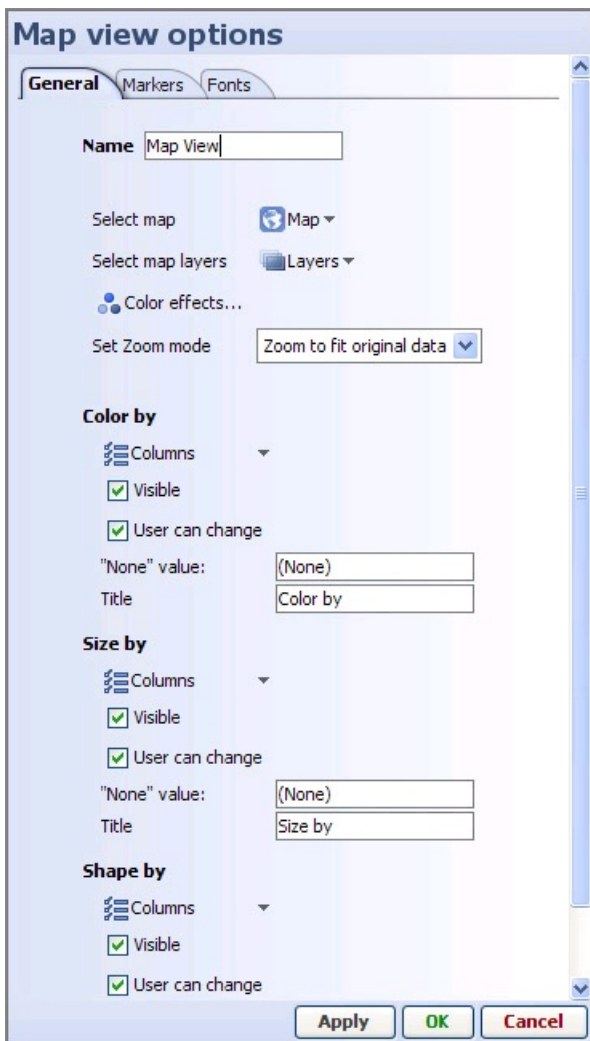 Map view options
General Markers Fonts
Name Map View
Select map Map
Select map layers Layers
Color effects...
Set Zoom mode Zoom to fit original data
Color by
Columns
Visible
User can change
"None" value: (None)
Title Color by
Size by
Columns
Visible
User can change
"None" value: (None)
Title Size by
Shape by
Columns
Visible
User can change
Apply OK Cancel